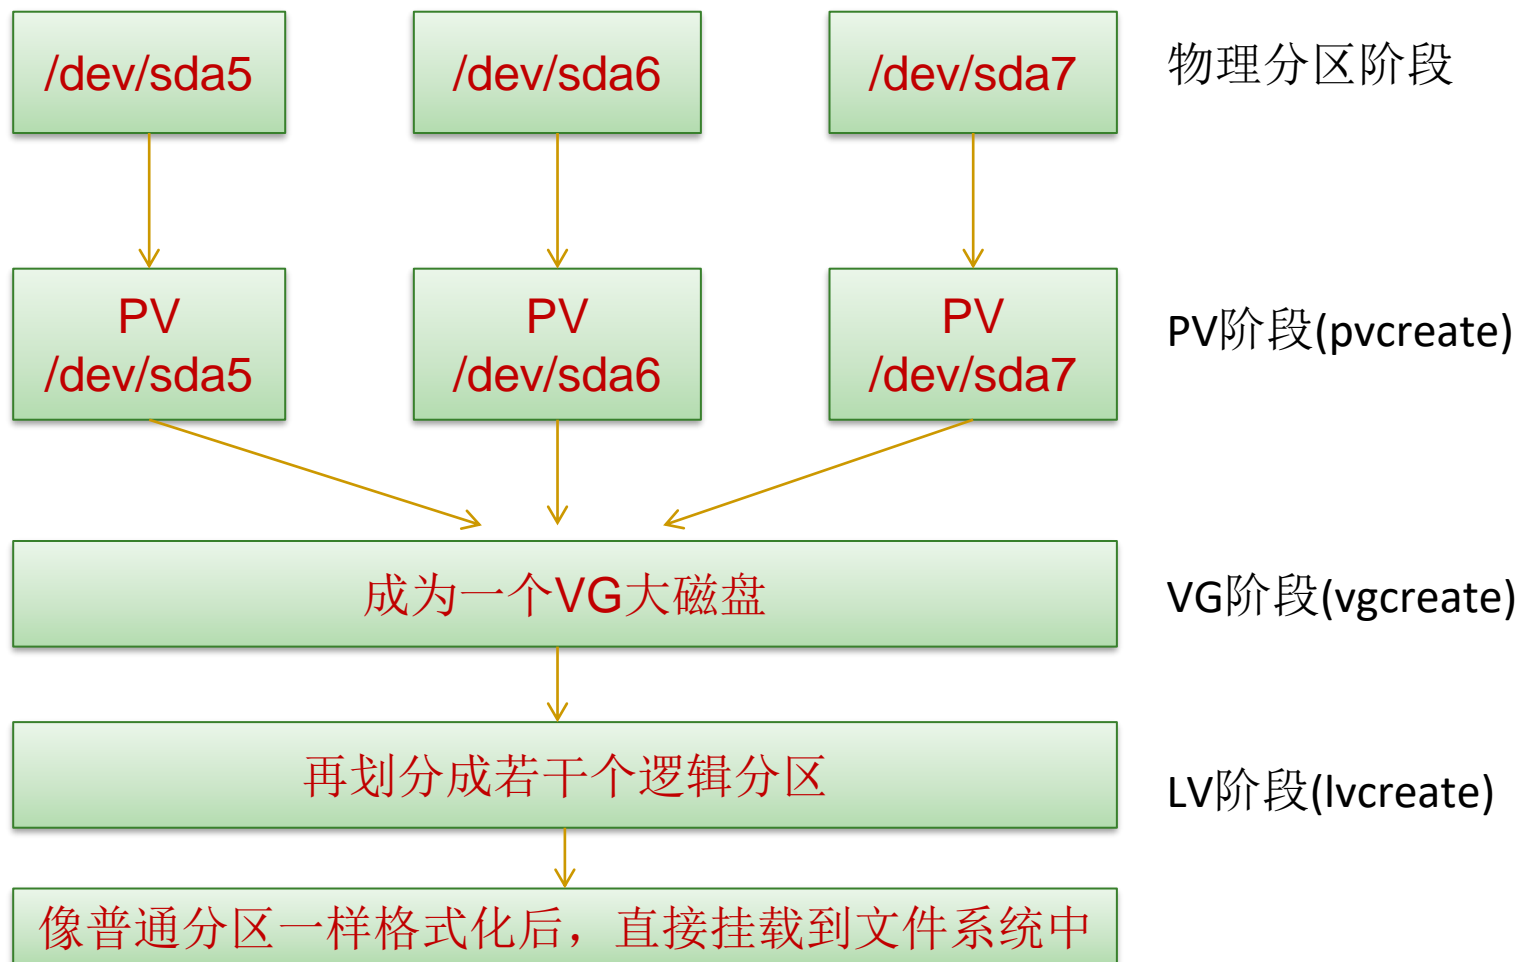 /dev/sda5
/dev/sda6
/dev/sda7
物理分区阶段
PV
/dev/sda5
PV
/dev/sda6
PV
/dev/sda7
PV阶段(pvcreate)
成为一个VG大磁盘
VG阶段(vgcreate)
再划分成若干个逻辑分区
LV阶段(lvcreate)
像普通分区一样格式化后，直接挂载到文件系统中